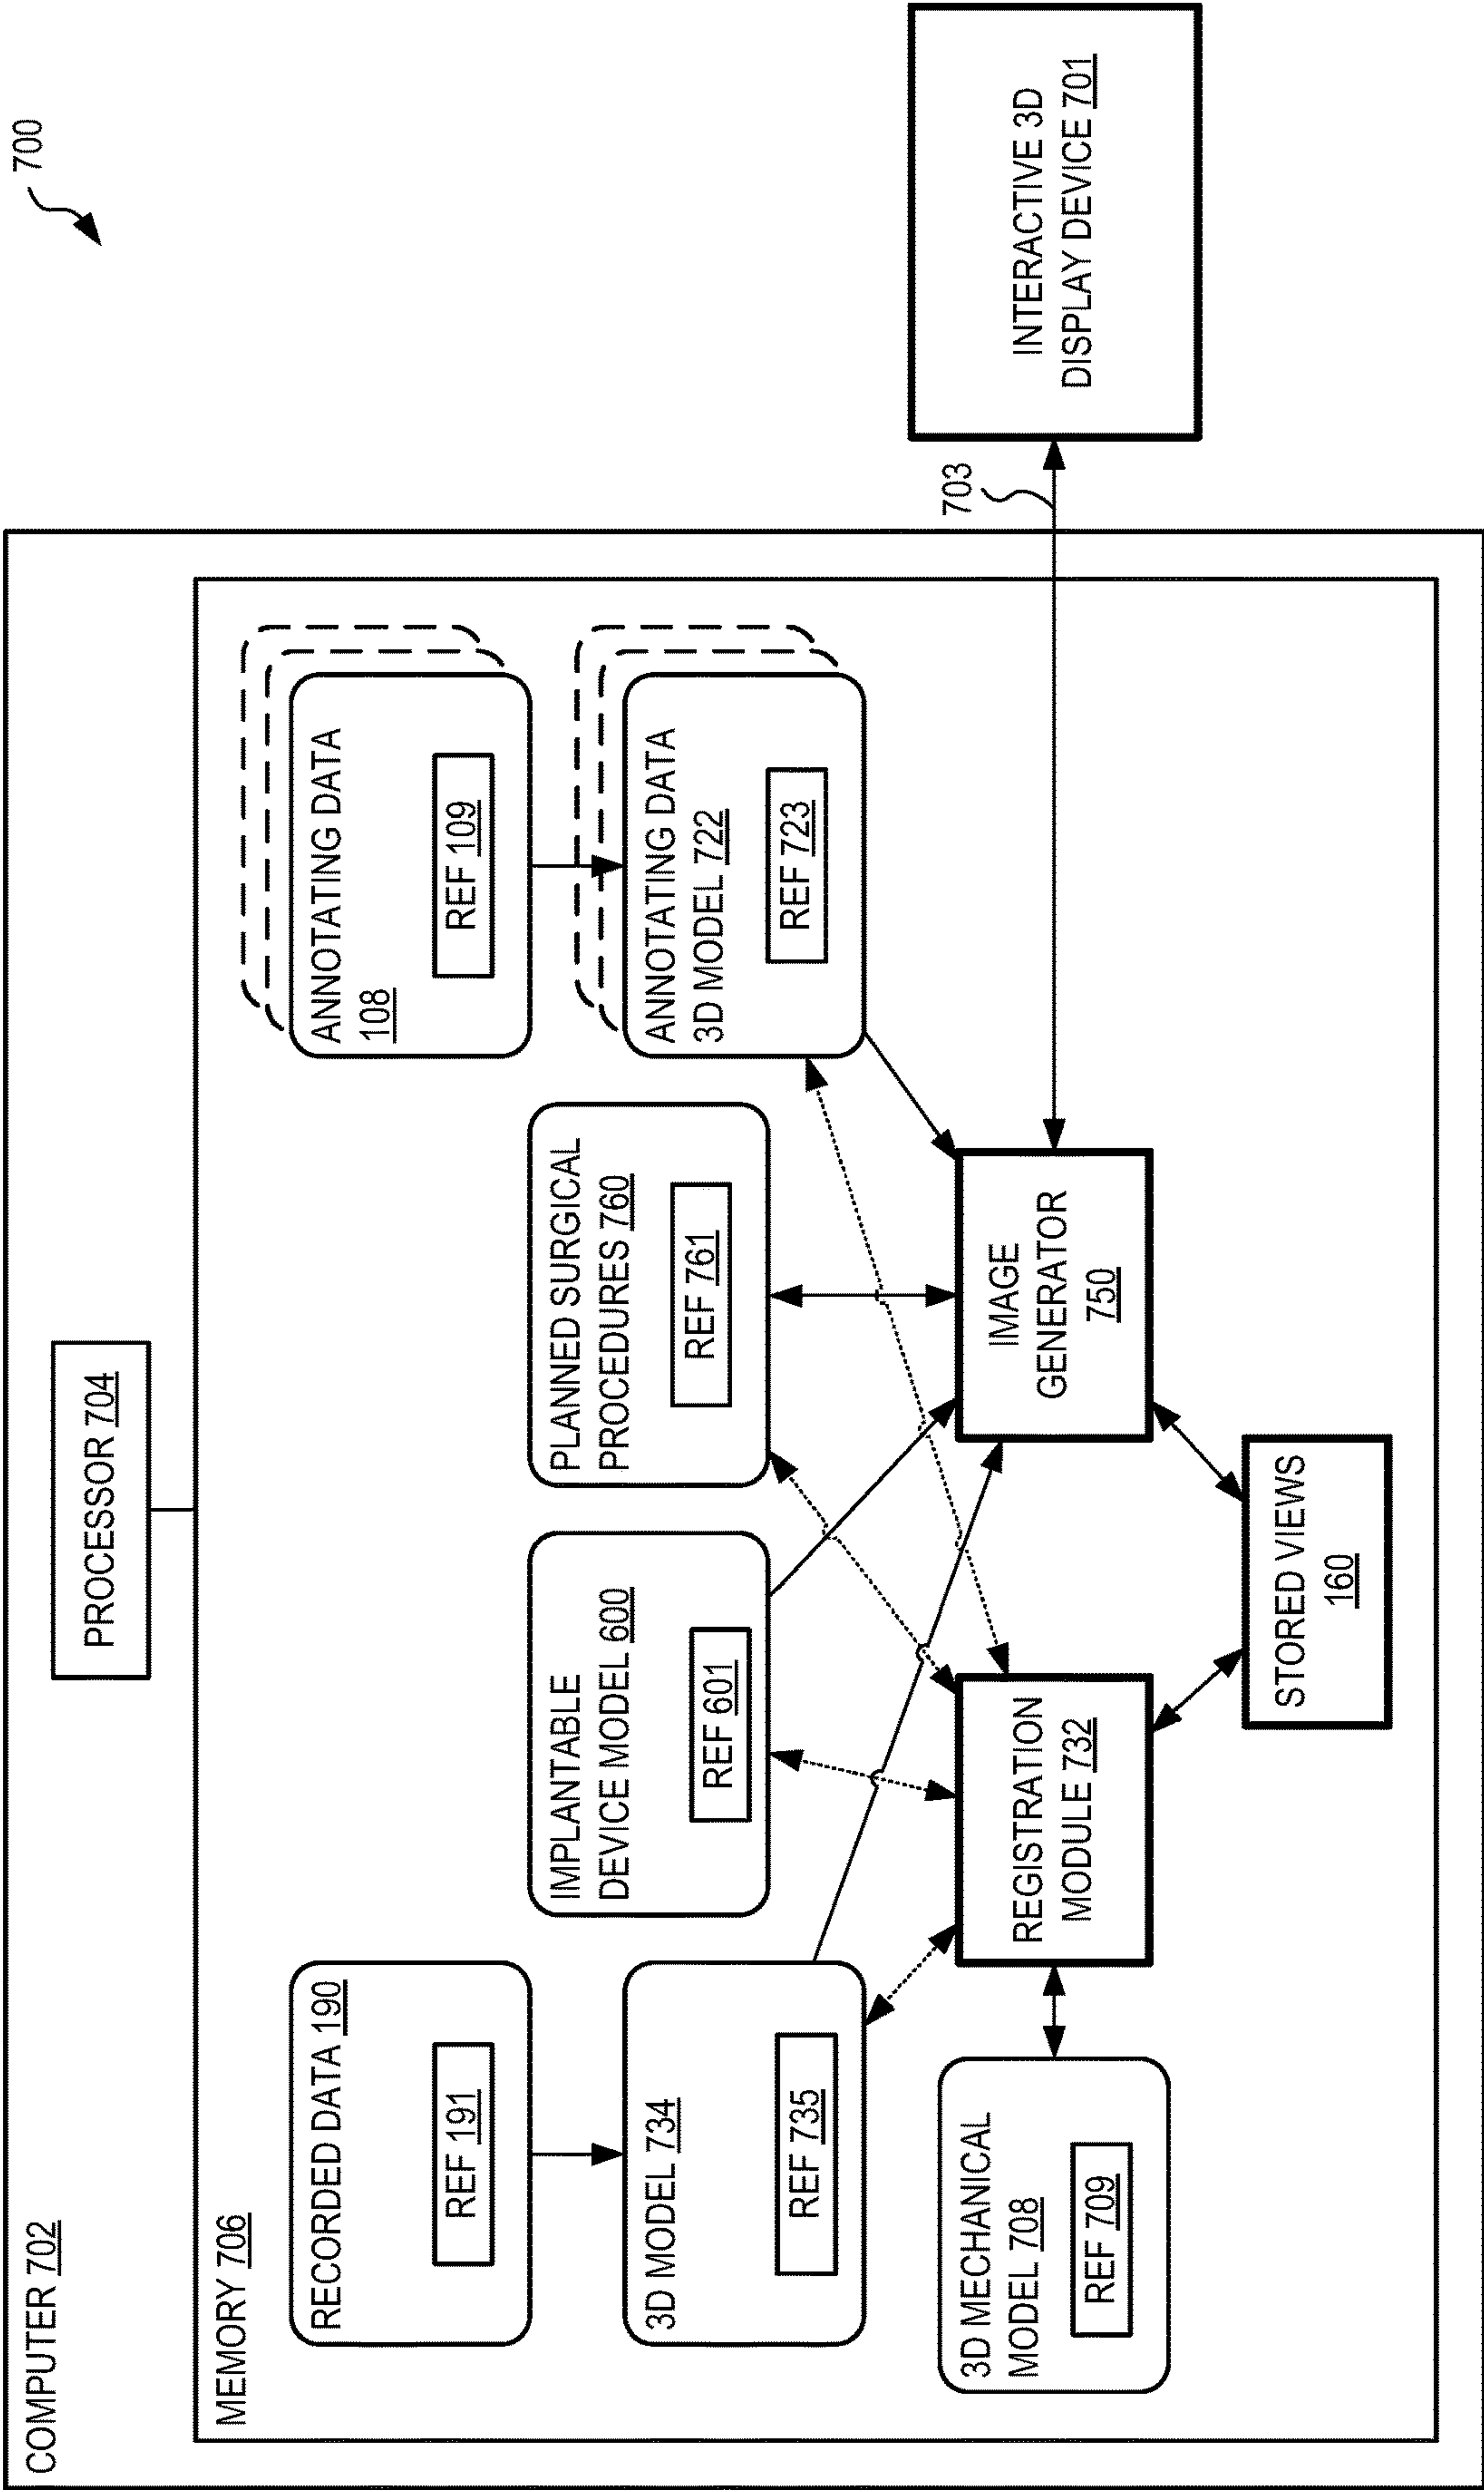 700
COMPUTER 702
PROCESSOR 704
MEMORY 706
RECORDED DATA 190
REF 191
ANNOTATING DATA
108
REF 109
IMPLANTABLE
DEVICE MODEL 600
REF 601
PLANNED SURGICAL
PROCEDURES 760
REF 761
3D MODEL 734
REF 735
ANNOTATING DATA
3D MODEL 722
REF 723
3D MECHANICAL
MODEL 708
REF 709
REGISTRATION
MODULE 732
IMAGE
GENERATOR
750
703
INTERACTIVE 3D
DISPLAY DEVICE 701
STORED VIEWS
160